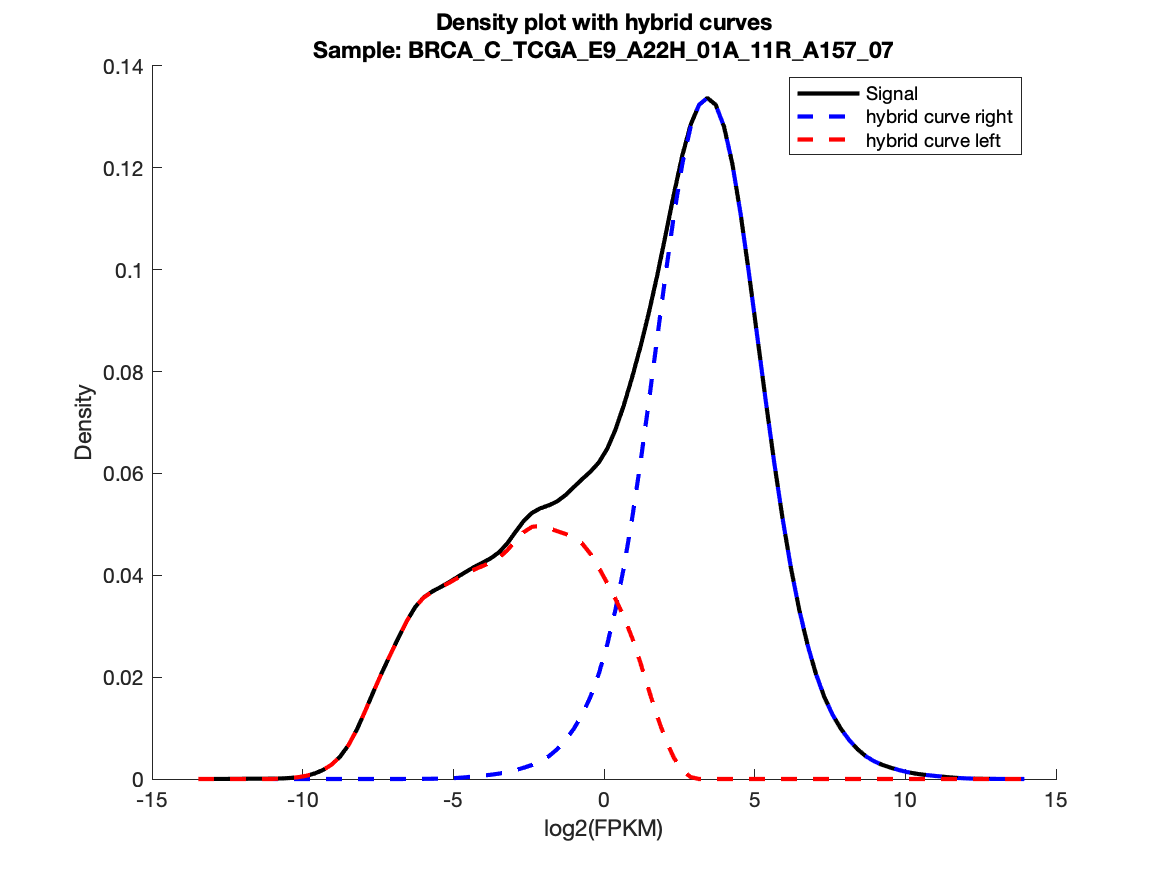 Density plot with hybrid curves
Sample: BRCA_C_TCGA_E9_A22H_01A_11R_A157_07
Signal
hybrid curve right
hybrid curve left
0.14
0.12
0.1
0.08
0.06
0.04
0.02
0
Density
-15
-10
-5
0
5
10
15
log2(FPKM)